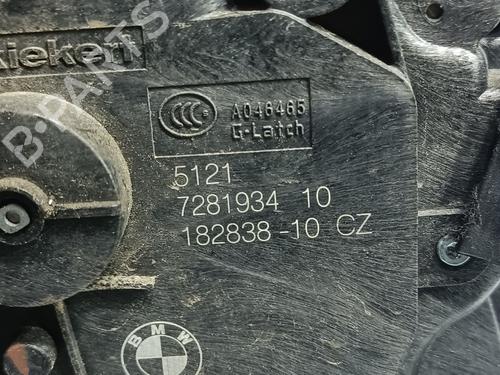 Kiekert
CCC
A046465
G-Latch
5121
7281934 10
182838-10 CZ
BMW
B-PARTS